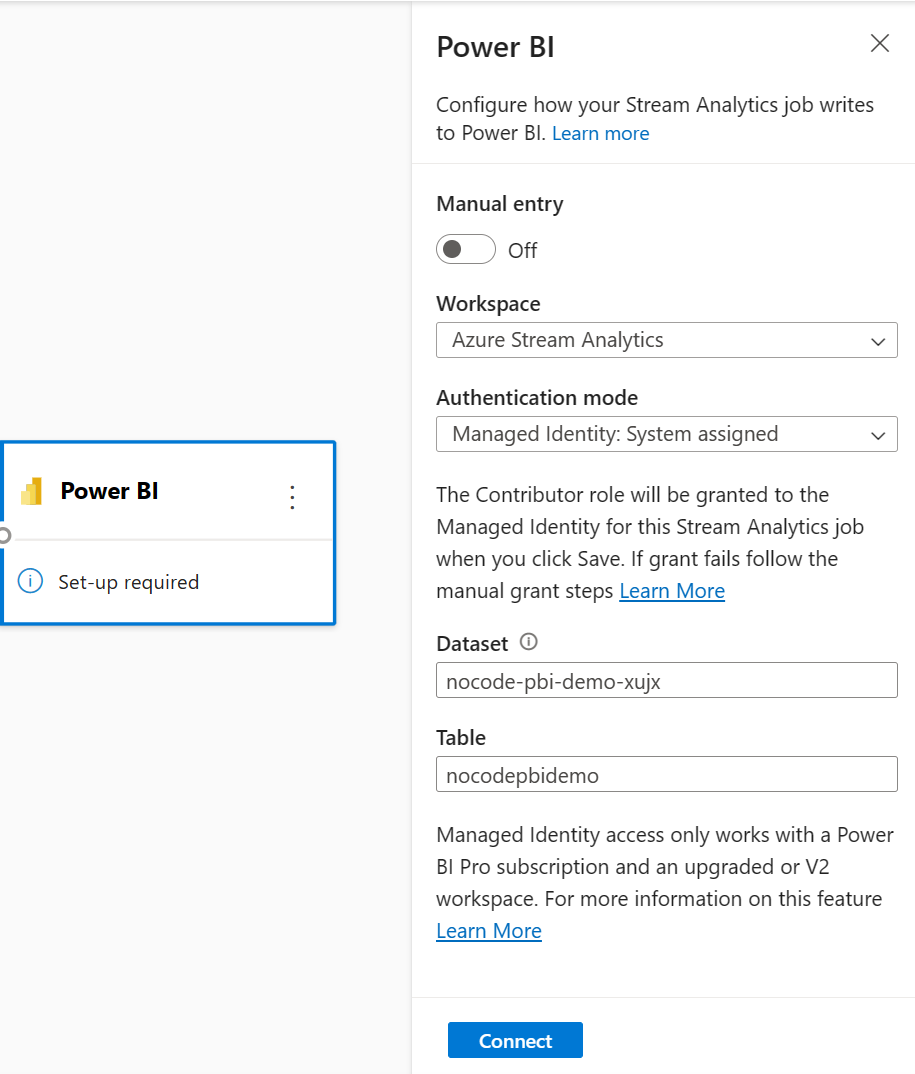 Power BI
Configure how your Stream Analytics job writes
to Power BI. Learn more
Manual entry
Off
Workspace
Azure Stream Analytics
Authentication mode
Managed Identity: System assigned
The Contributor role will be granted to the
Managed Identity for this Stream Analytics job
when you click Save. If grant fails follow the
manual grant steps Learn More
Dataset
nocode-pbi-demo-xujx
Table
nocodepbidemo
Managed Identity access only works with a Power
BI Pro subscription and an upgraded or V2
workspace. For more information on this feature
Learn More
Connect
Power BI
Set-up required